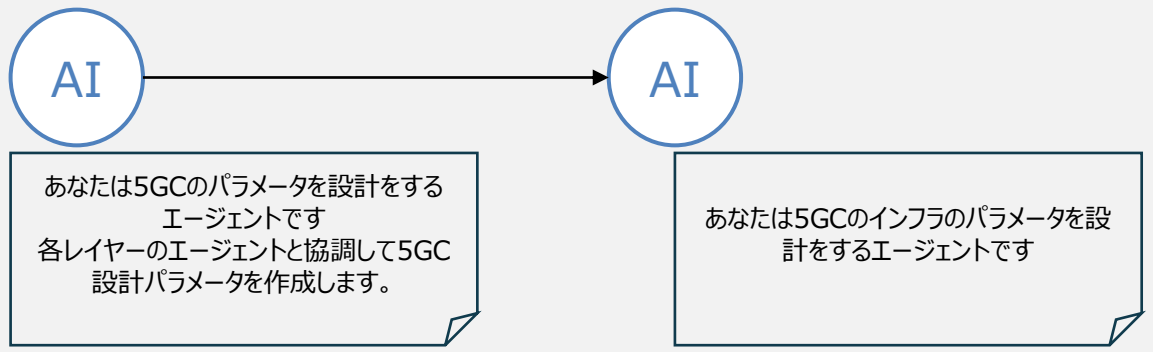 AI
AI
あなたは5GCのパラメータを設計をする
エージェントです
各レイヤーのエージェントと協調して5GC
設計パラメータを作成します。
あなたは5GCのインフラのパラメータを設
計をするエージェントです